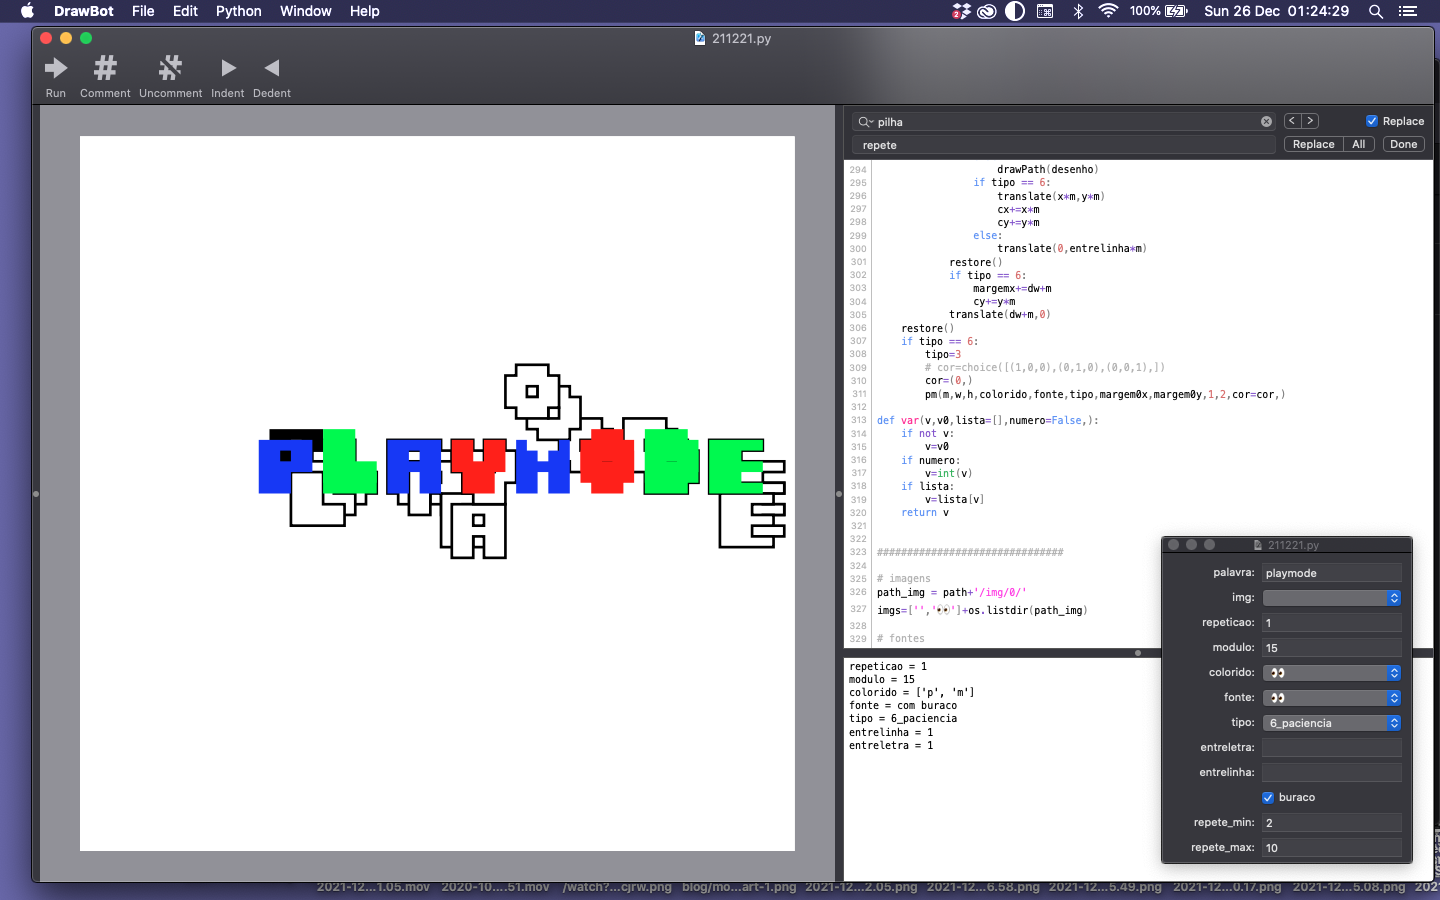 DrawBot File Edit Python Window Help 2 100% Sun 26 Dec 01:24:29
211221.py
Run Comment Uncomment Indent Dedent
PLAYMODE
A
E
pilha
Replace
repete
Replace All Done
294 drawPath(desenho)
295 if tipo == 6:
296 translate(x*m,y*m)
297 cx+=x*m
298 cy+=y*m
299 else:
300 translate(0,entrelinha*m)
301 restore()
302 if tipo == 6:
303 margemx+=dw+m
304 cy+=y*m
305 translate(dw+m,0)
306 restore()
307 if tipo == 6:
308 tipo=3
309 # cor=choice([(1,0,0),(0,1,0),(0,0,1),])
310 cor=(0,)
311 pm(m,w,h,colorido,fonte,tipo,margem0x,margem0y,1,2,cor=cor,)
312
313 def var(v,v0,lista=[],numero=False,):
314 if not v:
315 v=v0
316 if numero:
317 v=int(v)
318 if lista:
319 v=lista[v]
320 return v
321
322
323 ###############################
324
325 # imagens
326 path_img = path+'/img/0/'
327 imgs=['','👀']+os.listdir(path_img)
328
329 # fontes
repeticao = 1
modulo = 15
colorido = ['p', 'm']
fonte = com buraco
tipo = 6_paciencia
entrelinha = 1
entreletra = 1
211221.py
palavra: playmode
img:
repeticao: 1
modulo: 15
colorido: 👀
fonte: 👀
tipo: 6_paciencia
entreletra:
entrelinha:
buraco
repete_min: 2
repete_max: 10
2021-12...1.05.mov 2020-10....51.mov /watch?...cjrw.png blog/mo...art-1.png 2021-12...2.05.png 2021-12...6.58.png 2021-12...5.49.png 2021-12...0.17.png 2021-12...5.08.png 2021